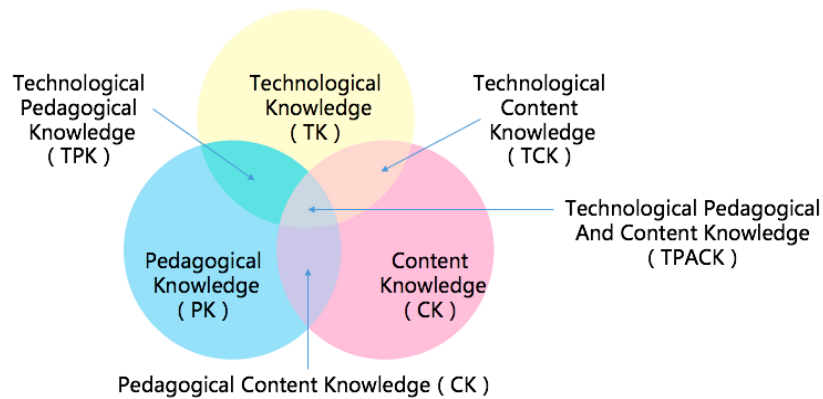 Technological
Pedagogical
Knowledge
( TPK )
Technological
Knowledge
( TK )
Technological
Content
Knowledge
( TCK )
Technological Pedagogical
And Content Knowledge
( TPACK )
Pedagogical
Knowledge
( PK )
Content
Knowledge
( CK )
Pedagogical Content Knowledge ( CK )